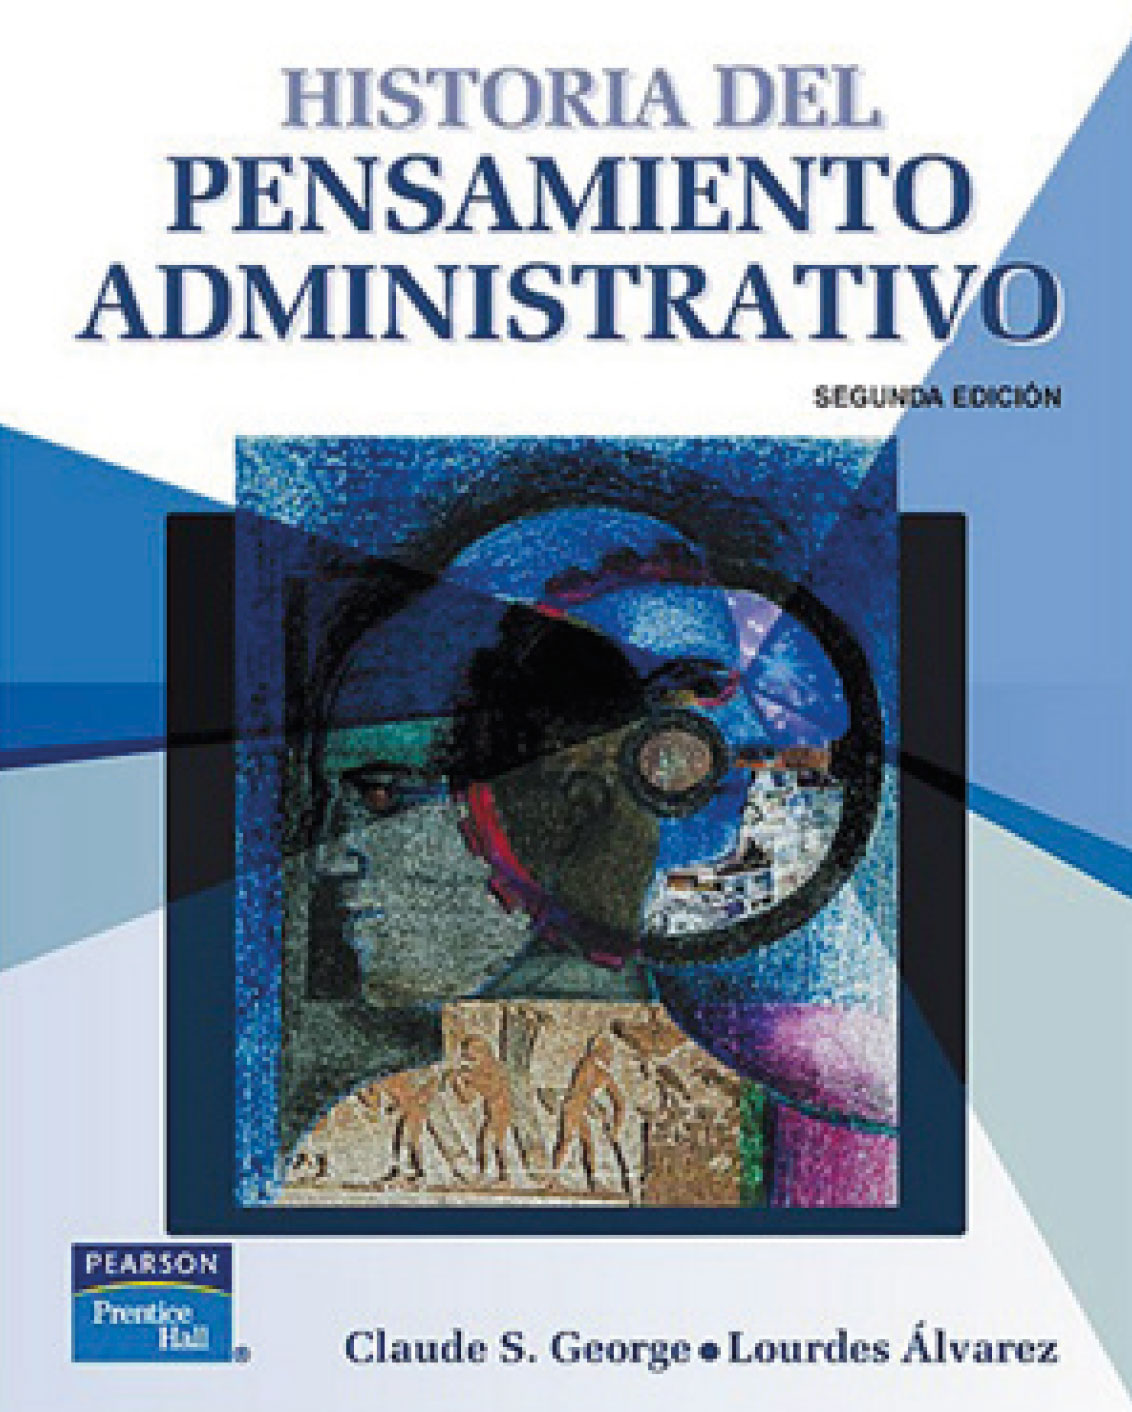 HISTORIA DEL
PENSAMIENTO
ADMINISTRATIVO
SEGUNDA EDICIÓN
PEARSON
Prentice
Hall
®
Claude S. George • Lourdes Álvarez